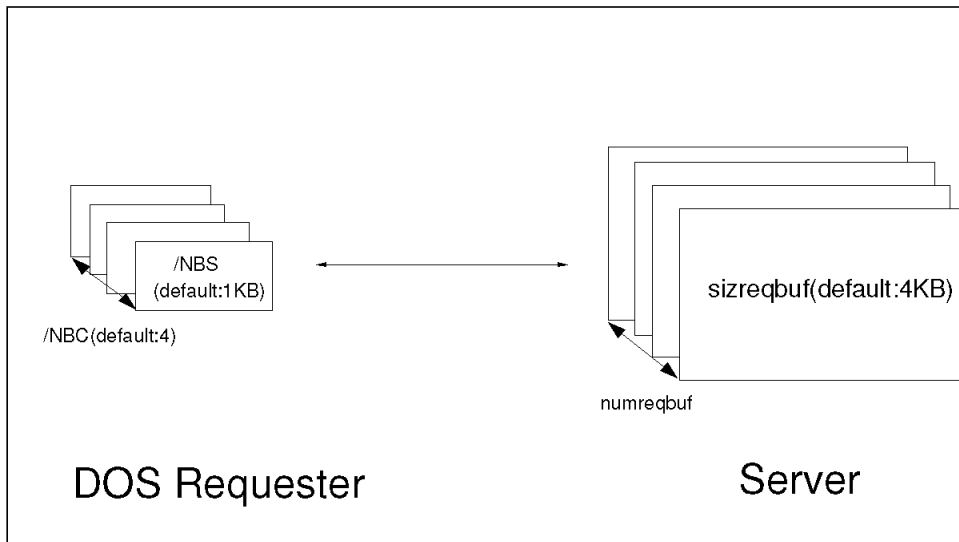 /NBS
(default:1KB)
/NBC(default:4)
sizreqbuf(default:4KB)
numreqbuf
DOS Requester
Server